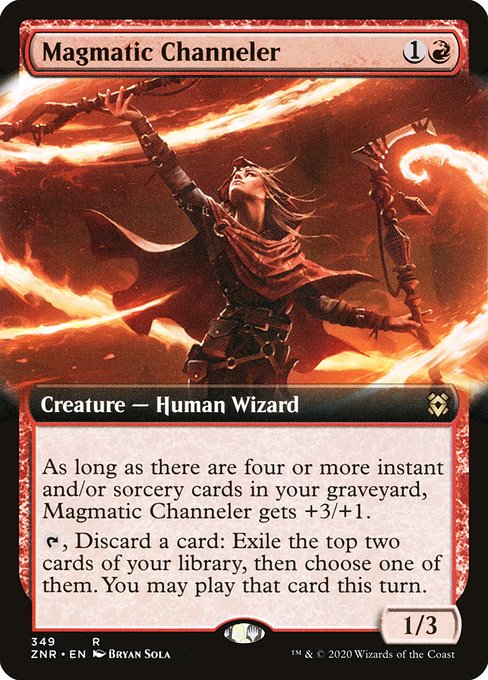 Magmatic Channeler 1
Creature — Human Wizard
As long as there are four or more instant
and/or sorcery cards in your graveyard,
Magmatic Channeler gets +3/+1.
, Discard a card: Exile the top two
cards of your library, then choose one of
them. You may play that card this turn.
1/3
349 R
ZNR • EN Bryan Sola
™ & © 2020 Wizards of the Coast